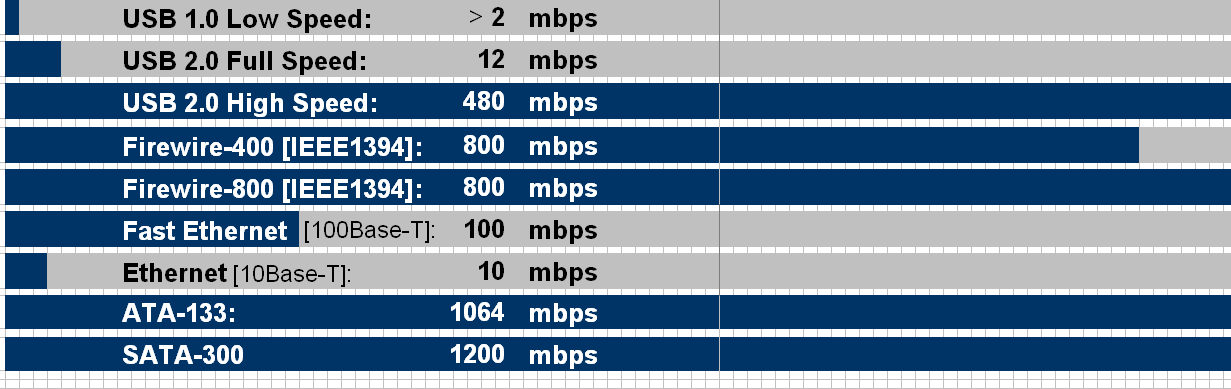 USB 1.0 Low Speed: > 2 mbps
USB 2.0 Full Speed: 12 mbps
USB 2.0 High Speed: 480 mbps
Firewire-400 [IEEE1394]: 800 mbps
Firewire-800 [IEEE1394]: 800 mbps
Fast Ethernet [100Base-T]: 100 mbps
Ethernet [10Base-T]: 10 mbps
ATA-133: 1064 mbps
SATA-300 1200 mbps